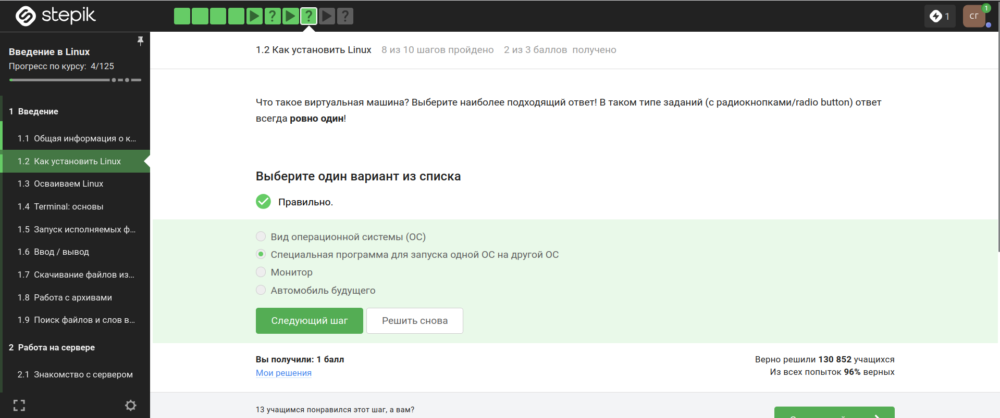 stepik
?
?
?
1
СГ
1
Введение в Linux
Прогресс по курсу: 4/125
1 Введение
1.1 Общая информация о к...
1.2 Как установить Linux
1.3 Осваиваем Linux
1.4 Terminal: основы
1.5 Запуск исполняемых ф...
1.6 Ввод / вывод
1.7 Скачивание файлов из...
1.8 Работа с архивами
1.9 Поиск файлов и слов в...
2 Работа на сервере
2.1 Знакомство с сервером
1.2 Как установить Linux 8 из 10 шагов пройдено 2 из 3 баллов получено
Что такое виртуальная машина? Выберите наиболее подходящий ответ! В таком типе заданий (с радиокнопками/radio button) ответ
всегда ровно один!
Выберите один вариант из списка
Правильно.
Вид операционной системы (ОС)
Специальная программа для запуска одной ОС на другой ОС
Монитор
Автомобиль будущего
Следующий шаг
Решить снова
Вы получили: 1 балл
Мои решения
Верно решили 130 852 учащихся
Из всех попыток 96% верных
13 учащимся понравился этот шаг, а вам?